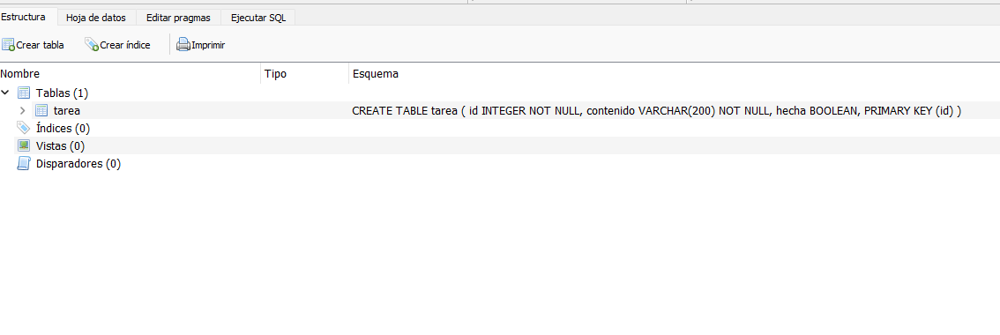 Estructura Hoja de datos Editar pragmas Ejecutar SQL
Crear tabla Crear índice Imprimir
Nombre Tipo Esquema
Tablas (1)
tarea CREATE TABLE tarea ( id INTEGER NOT NULL, contenido VARCHAR(200) NOT NULL, hecha BOOLEAN, PRIMARY KEY (id) )
Índices (0)
Vistas (0)
Disparadores (0)